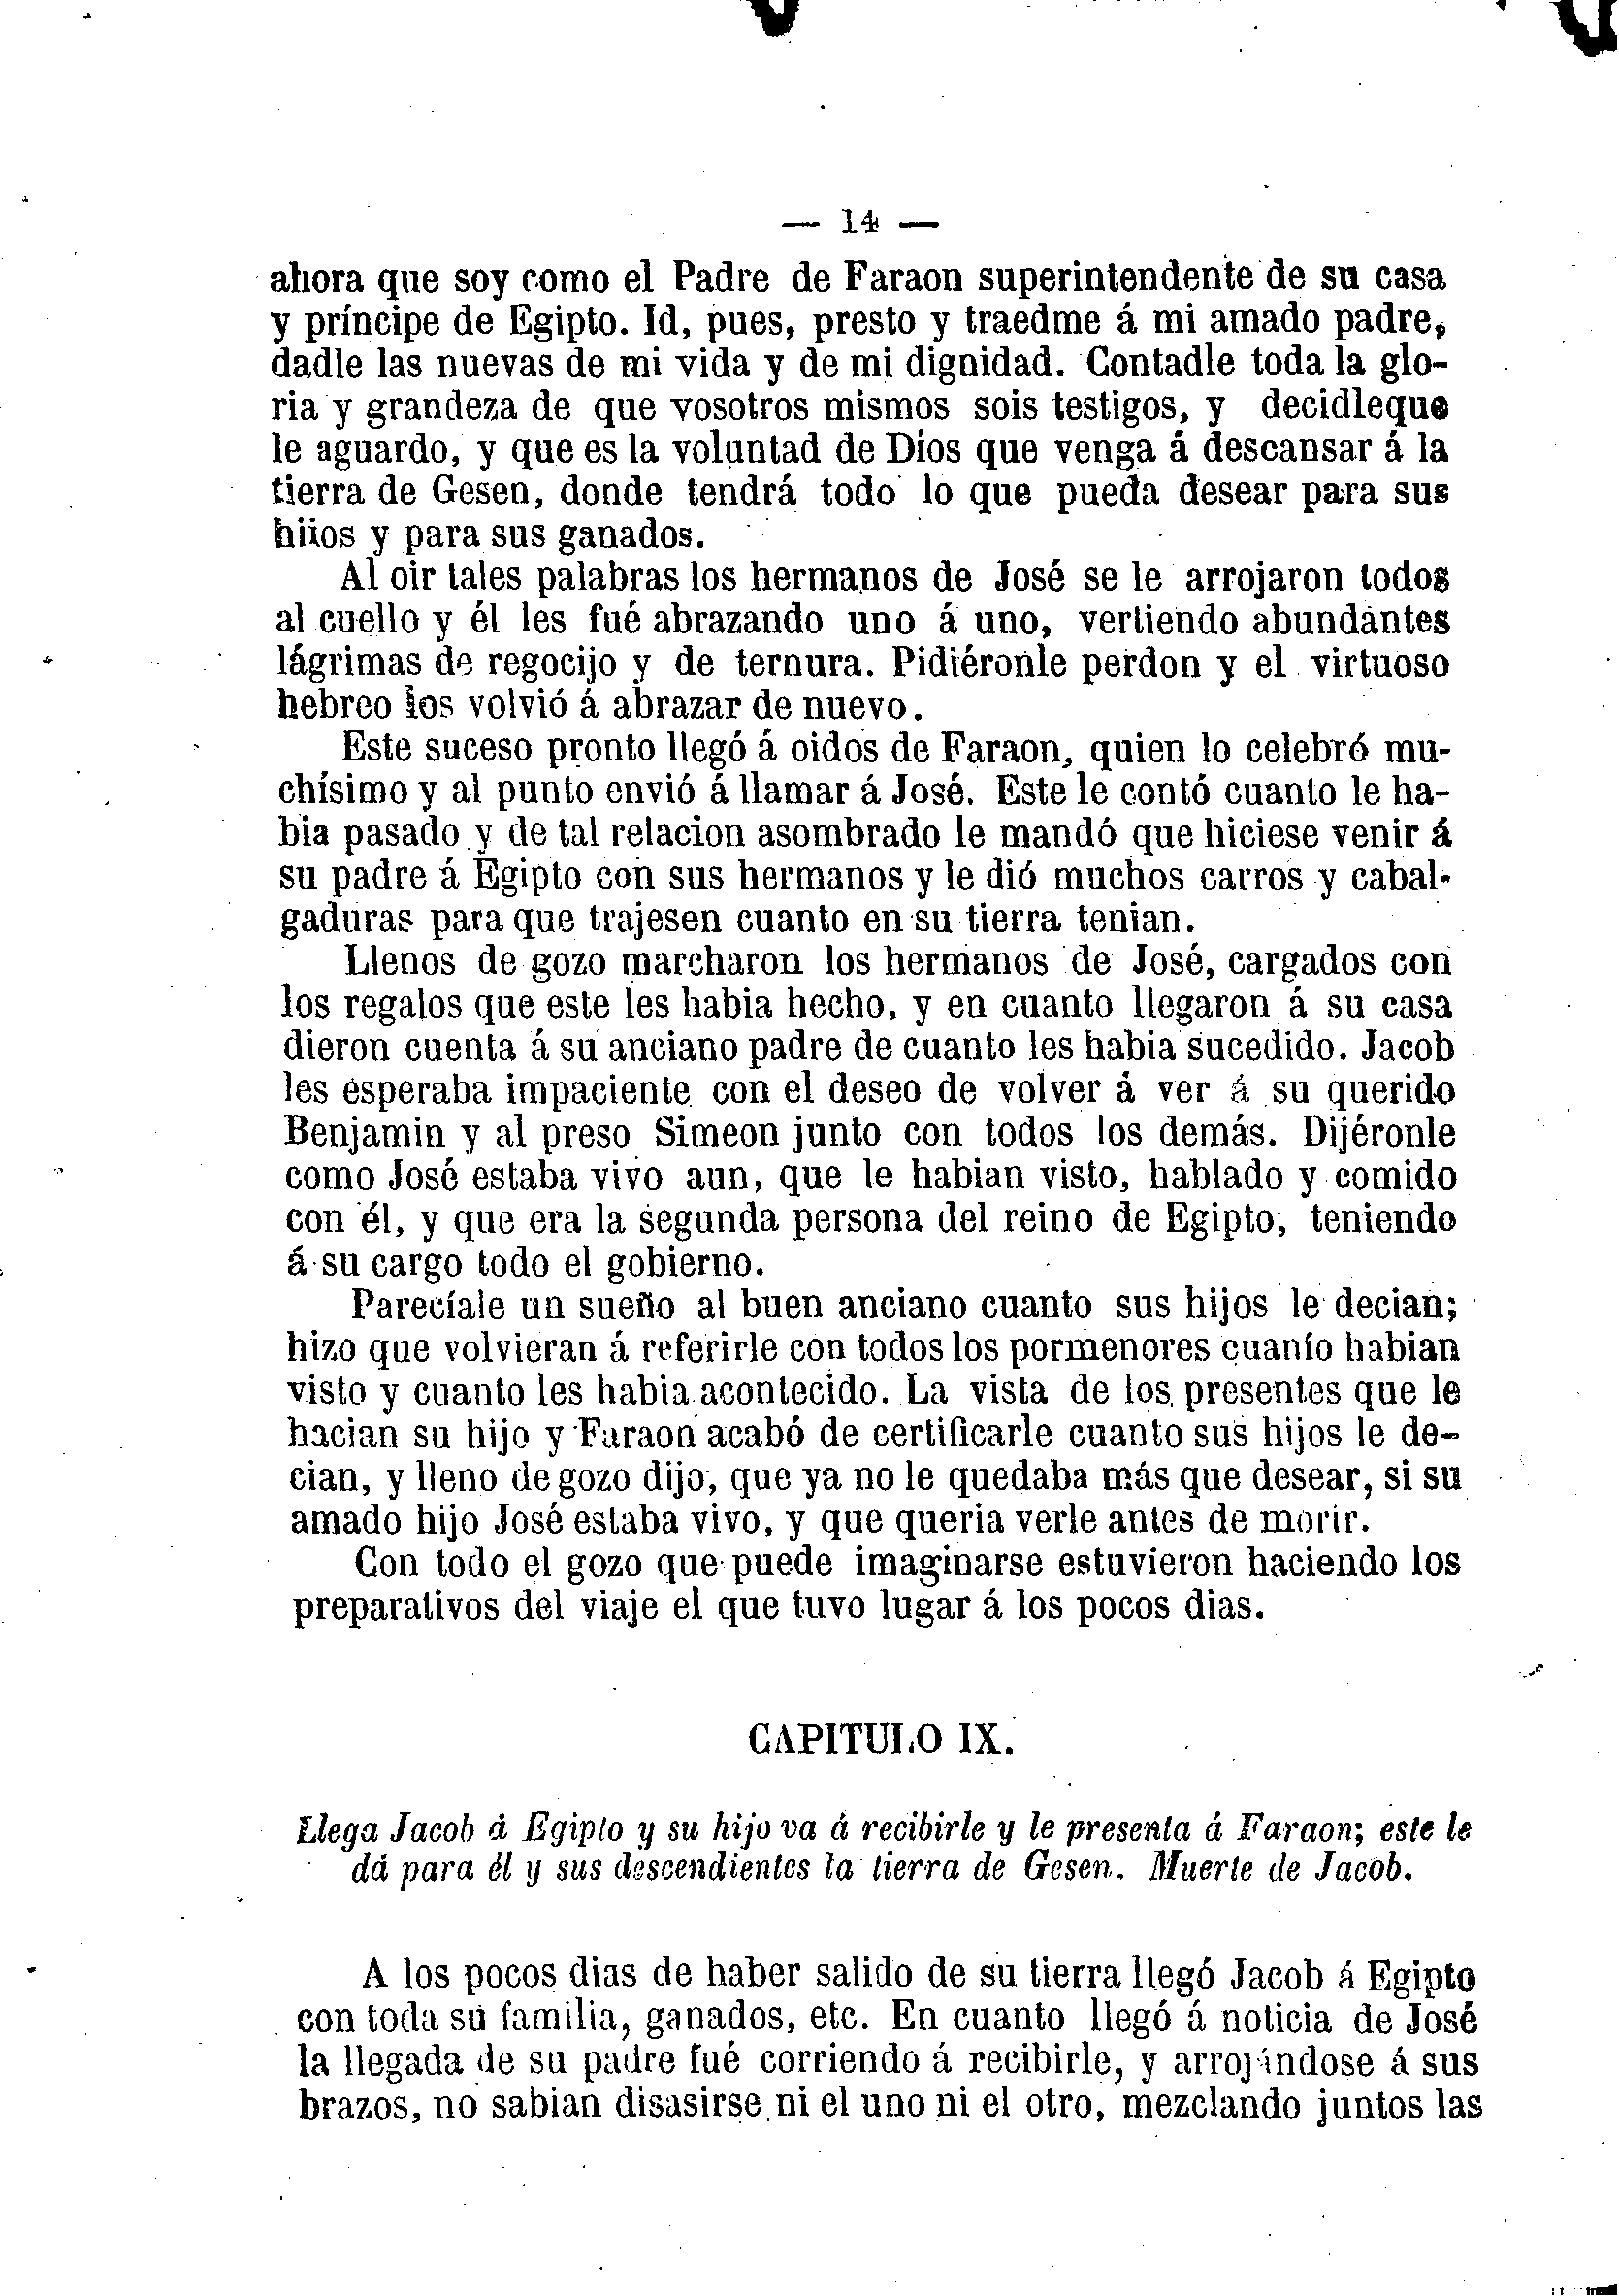 — 14 —
ahora que soy como el Padre de Faraon superintendente de su casa
y príncipe de Egipto. Id, pues, presto y traedme á mi amado padre,
dadle las nuevas de mi vida y de mi dignidad. Contadle toda la glo-
ria y grandeza de que vosotros mismos sois testigos, y decidleque
le aguardo, y que es la voluntad de Dios que venga á descansar á la
tierra de Gesen, donde tendrá todo lo que pueda desear para sus
hijos y para sus ganados.
Al oir tales palabras los hermanos de José se le arrojaron todos
al cuello y él les fué abrazando uno á uno, vertiendo abundantes
lágrimas de regocijo y de ternura. Pidiéronle perdon y el virtuoso
hebreo los volvió á abrazar de nuevo.
Este suceso pronto llegó á oidos de Faraon, quien lo celebró mu-
chísimo y al punto envió á llamar á José. Este le contó cuanto le ha-
bia pasado y de tal relacion asombrado le mandó que hiciese venir á
su padre á Egipto con sus hermanos y le dió muchos carros y cabal-
gaduras para que trajesen cuanto en su tierra tenian.
Llenos de gozo marcharon los hermanos de José, cargados con
los regalos que este les habia hecho, y en cuanto llegaron á su casa
dieron cuenta á su anciano padre de cuanto les habia sucedido. Jacob
les esperaba impaciente con el deseo de volver á ver á su querido
Benjamin y al preso Simeon junto con todos los demás. Dijéronle
como José estaba vivo aun, que le habian visto, hablado y comido
con él, y que era la segunda persona del reino de Egipto, teniendo
á su cargo todo el gobierno.
Parecíale un sueño al buen anciano cuanto sus hijos le decian;
hizo que volvieran á referirle con todos los pormenores cuanto habian
visto y cuanto les habia acontecido. La vista de los presentes que le
hacian su hijo y Faraon acabó de certificarle cuanto sus hijos le de-
cian, y lleno de gozo dijo, que ya no le quedaba más que desear, si su
amado hijo José estaba vivo, y que queria verle antes de morir.
Con todo el gozo que puede imaginarse estuvieron haciendo los
preparativos del viaje el que tuvo lugar á los pocos dias.
CAPITULO IX.
Llega Jacob á Egipto y su hijo va á recibirle y le presenta á Faraon; este le
dá para él y sus descendientes la tierra de Gesen. Muerte de Jacob.
A los pocos dias de haber salido de su tierra llegó Jacob á Egipto
con toda su familia, ganados, etc. En cuanto llegó á noticia de José
la llegada de su padre fué corriendo á recibirle, y arrojándose á sus
brazos, no sabian disasirse ni el uno ni el otro, mezclando juntos las